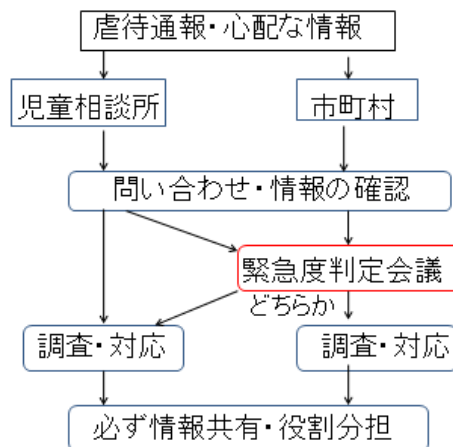 虐待通報・心配な情報
児童相談所
市町村
問い合わせ・情報の確認
緊急度判定会議
どちらか
調査・対応
調査・対応
必ず情報共有・役割分担